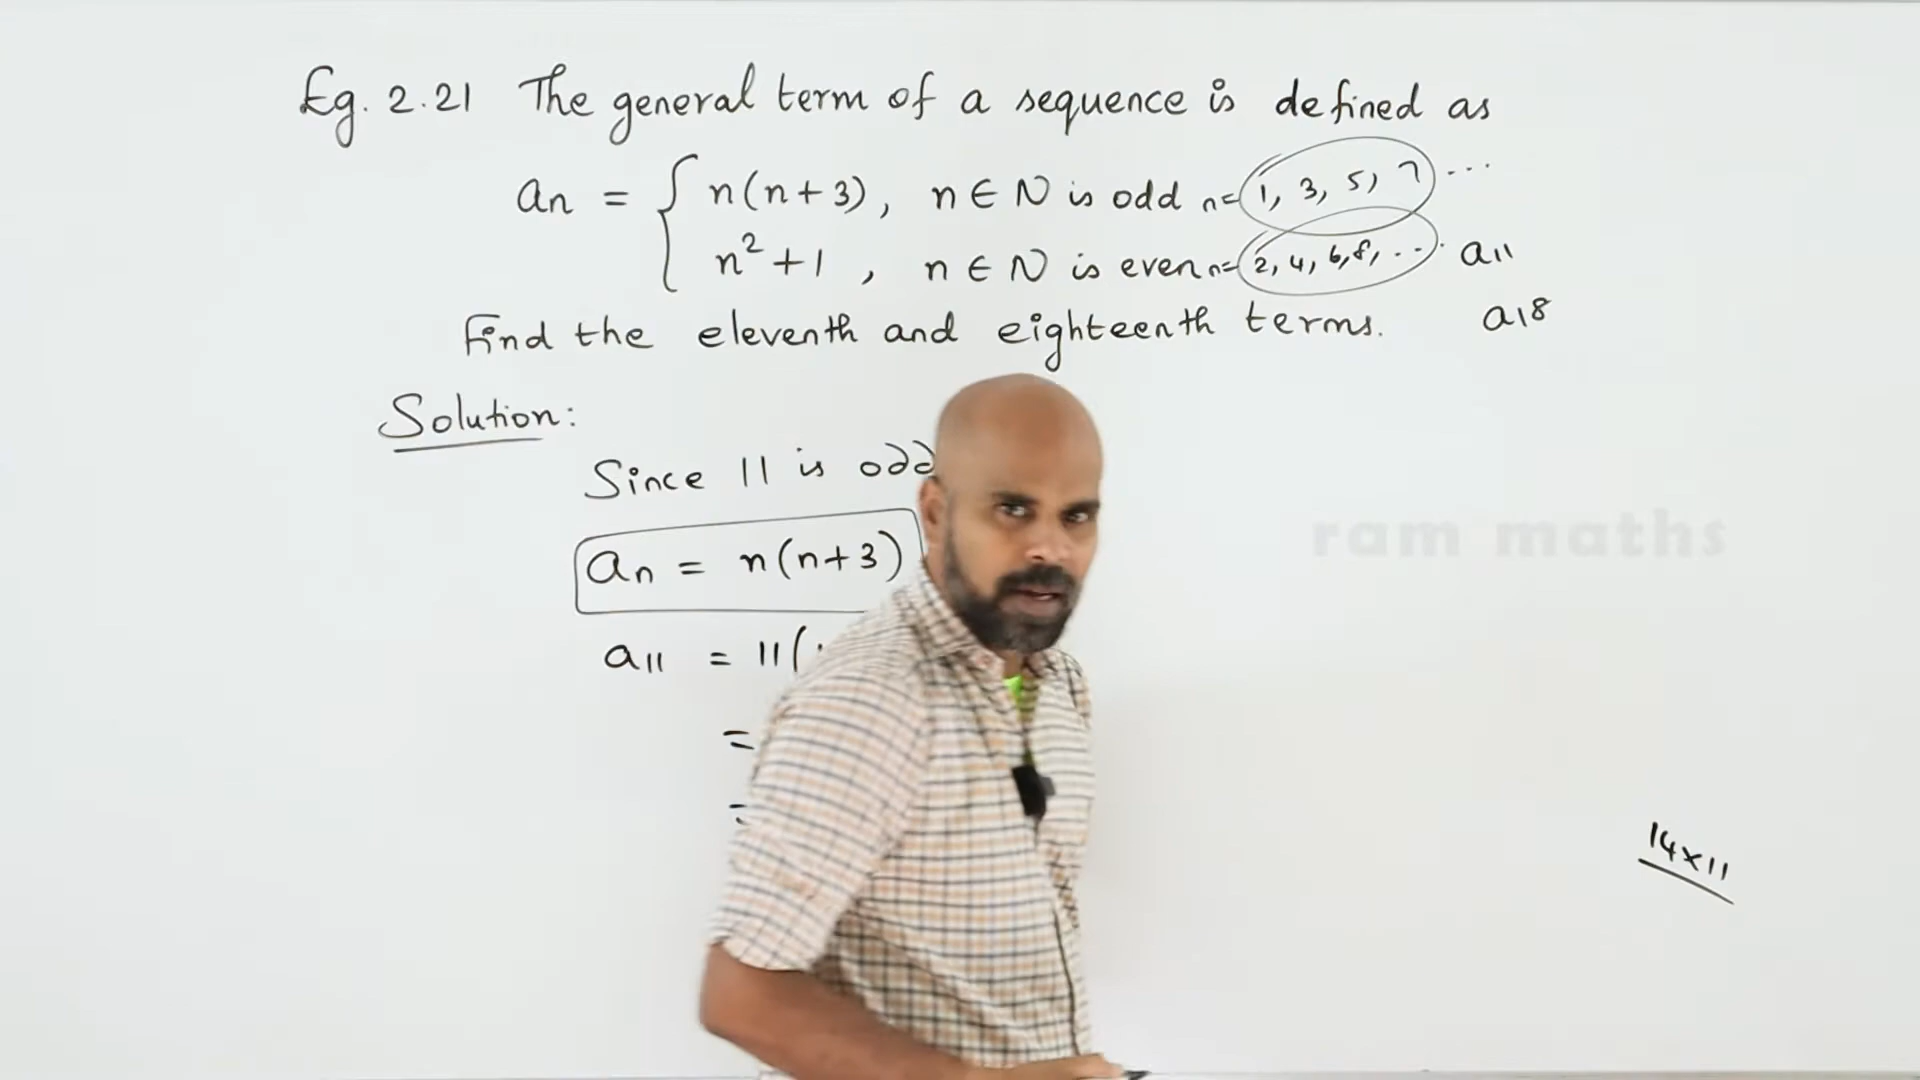 Eg. 2.21 The general term of a sequence is defined as
an = { n(n+3), n ∈ N is odd n= 1, 3, 5, 7 ...
n²+1 , n ∈ N is even n= 2, 4, 6, 8, ... a11
Find the eleventh and eighteenth terms. a18
Solution:
Since 11 is odd
an = n(n+3)
a11 = 11(
=
=
ram maths
14×11